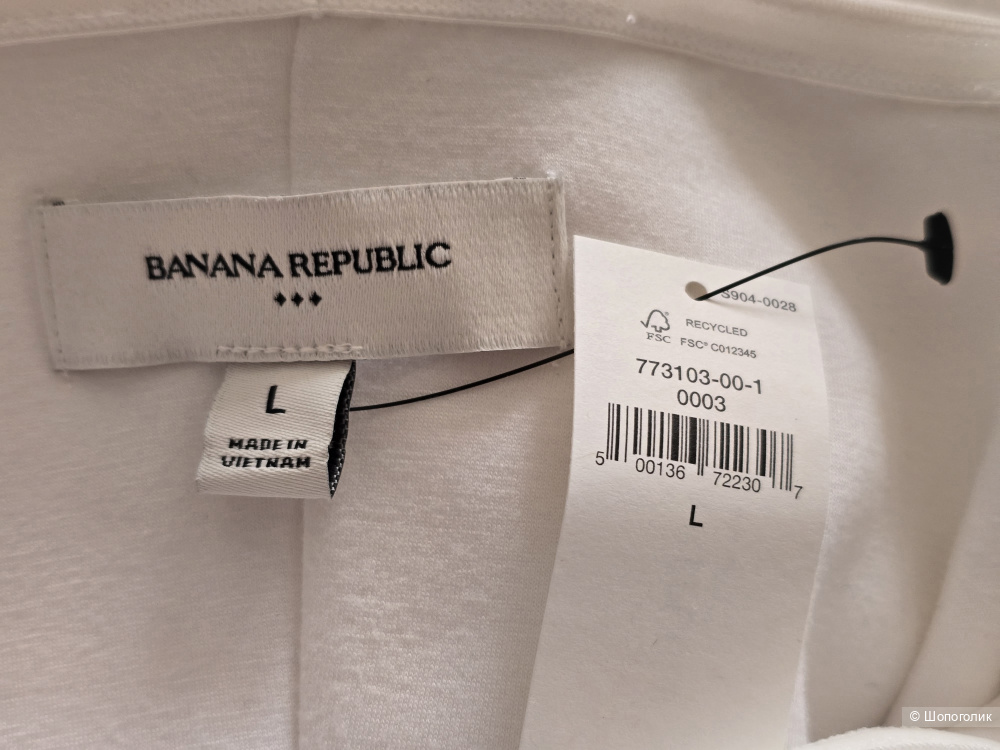 BANANA REPUBLIC
L
MADE IN
VIETNAM
S904-0028
RECYCLED
FSC
FSC® C012345
773103-00-1
0003
5 00136 72230 7
L
© Шопоголик